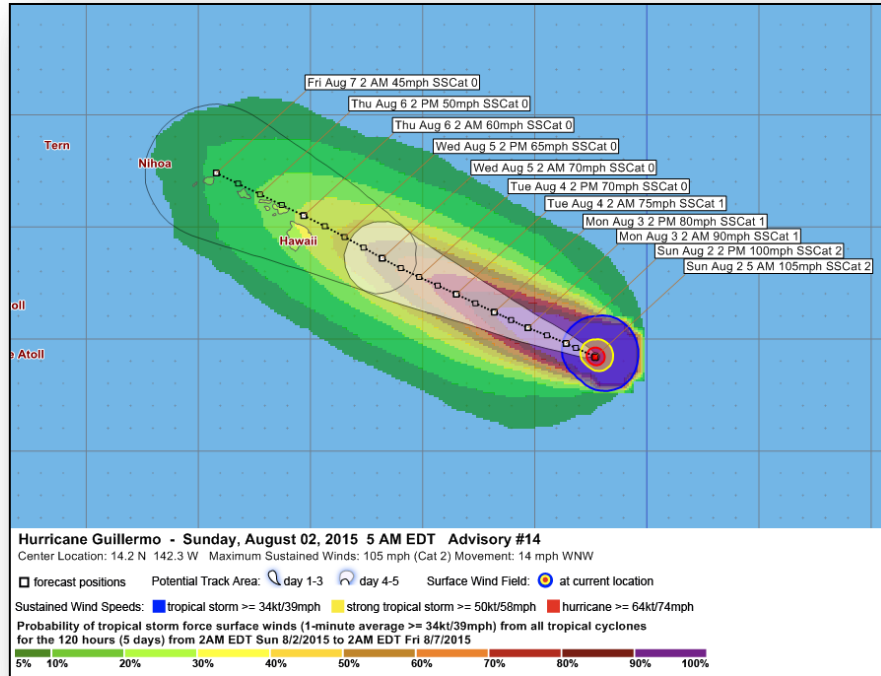 Fri Aug 7 2 AM 45mph SSCat 0
Thu Aug 6 2 PM 50mph SSCat 0
Thu Aug 6 2 AM 60mph SSCat 0
Wed Aug 5 2 PM 65mph SSCat 0
Wed Aug 5 2 AM 70mph SSCat 0
Tue Aug 4 2 PM 70mph SSCat 0
Tue Aug 4 2 AM 75mph SSCat 1
Mon Aug 3 2 PM 80mph SSCat 1
Mon Aug 3 2 AM 90mph SSCat 1
Sun Aug 2 2 PM 100mph SSCat 2
Sun Aug 2 5 AM 105mph SSCat 2
Tern
Nihoa
Hawaii
oll
e Atoll
Hurricane Guillermo - Sunday, August 02, 2015 5 AM EDT Advisory #14
Center Location: 14.2 N 142.3 W Maximum Sustained Winds: 105 mph (Cat 2) Movement: 14 mph WNW
forecast positions Potential Track Area: day 1-3 day 4-5 Surface Wind Field: at current location
Sustained Wind Speeds: tropical storm >= 34kt/39mph strong tropical storm >= 50kt/58mph hurricane >= 64kt/74mph
Probability of tropical storm force surface winds (1-minute average >= 34kt/39mph) from all tropical cyclones
for the 120 hours (5 days) from 2AM EDT Sun 8/2/2015 to 2AM EDT Fri 8/7/2015
5% 10% 20% 30% 40% 50% 60% 70% 80% 90% 100%